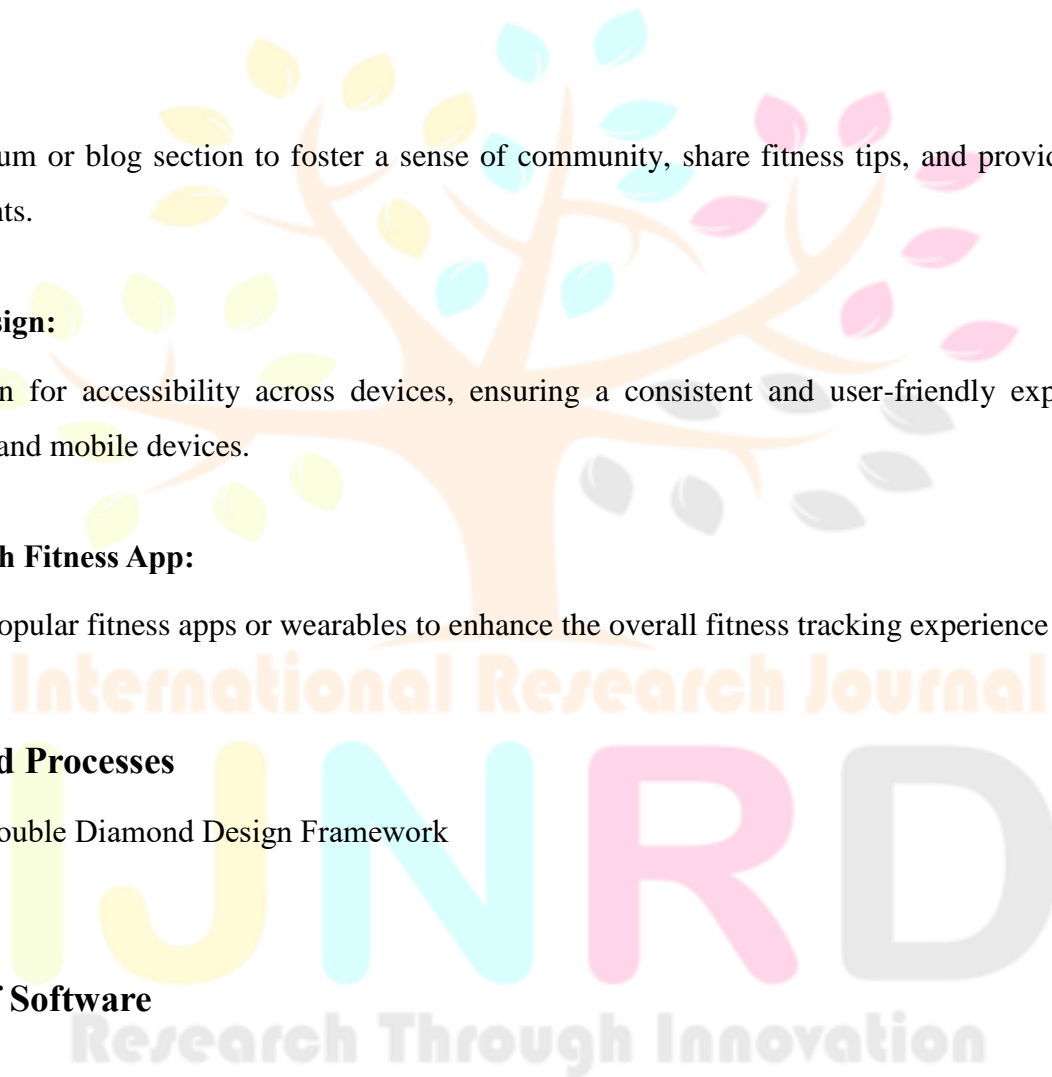 um or blog section to foster a sense of community, share fitness tips, and provid
nts.
sign:
n for accessibility across devices, ensuring a consistent and user-friendly exp
and mobile devices.
h Fitness App:
opular fitness apps or wearables to enhance the overall fitness tracking experience
International Research Journal
d Processes
ouble Diamond Design Framework
IJNRD
f Software
Research Through Innovation